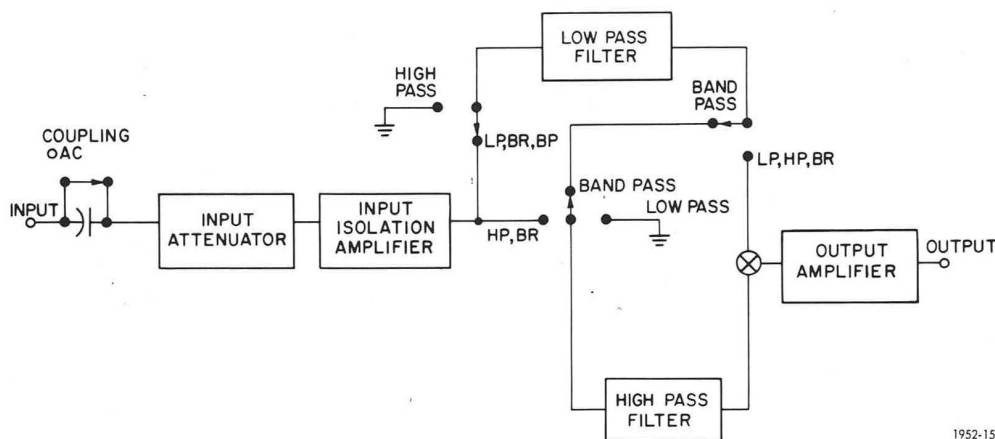 LOW PASS
FILTER
HIGH
PASS
BAND
PASS
COUPLING
oAC
LP,BR,BP
LP,HP,BR
BAND PASS
LOW PASS
INPUT
INPUT
ATTENUATOR
INPUT
ISOLATION
AMPLIFIER
HP,BR
OUTPUT
AMPLIFIER
OUTPUT
HIGH PASS
FILTER
1952-15